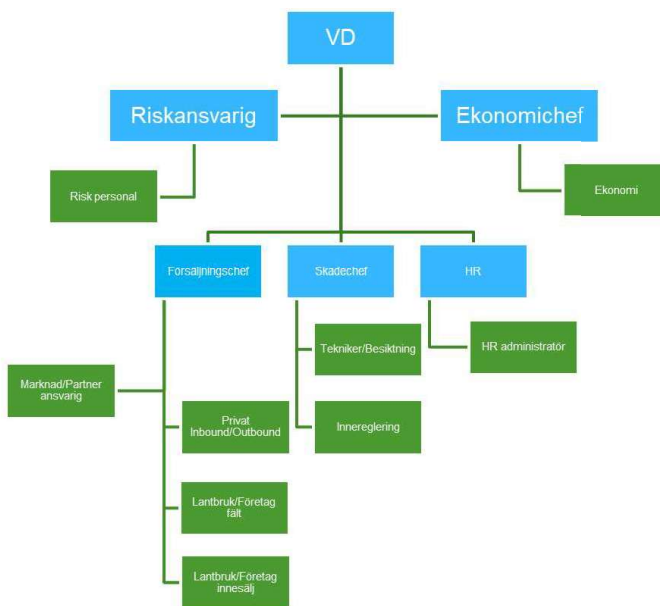 VD
Riskansvarig
Ekonomichef
Risk personal
Ekonomi
Försäljningschef
Skadechef
HR
Tekniker/Besiktning
HR administratör
Marknad/Partner
ansvarig
Privat
Inbound/Outbound
Innereglering
Lantbruk/Företag
fält
Lantbruk/Företag
innesälj